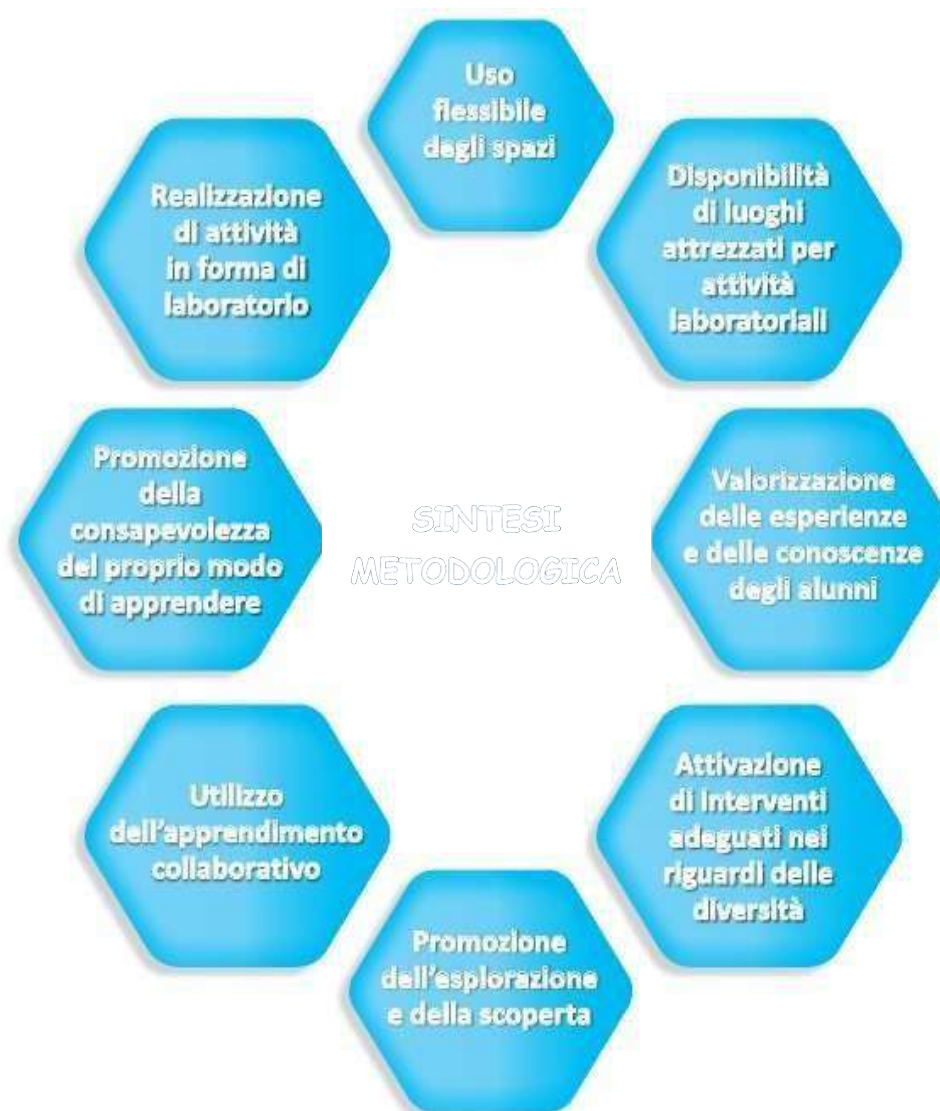 Uso
flessibile
degli spazi
Disponibilità
di luoghi
attrezzati per
attività
laboratoriali
Valorizzazione
delle esperienze
e delle conoscenze
degli alunni
Attivazione
di interventi
adeguati nei
riguardi delle
diversità
Promozione
dell'esplorazione
e della scoperta
Utilizzo
dell'apprendimento
collaborativo
Promozione
della
consapevolezza
del proprio modo
di apprendere
Realizzazione
di attività
in forma di
laboratorio
SINTESI
METODOLOGICA